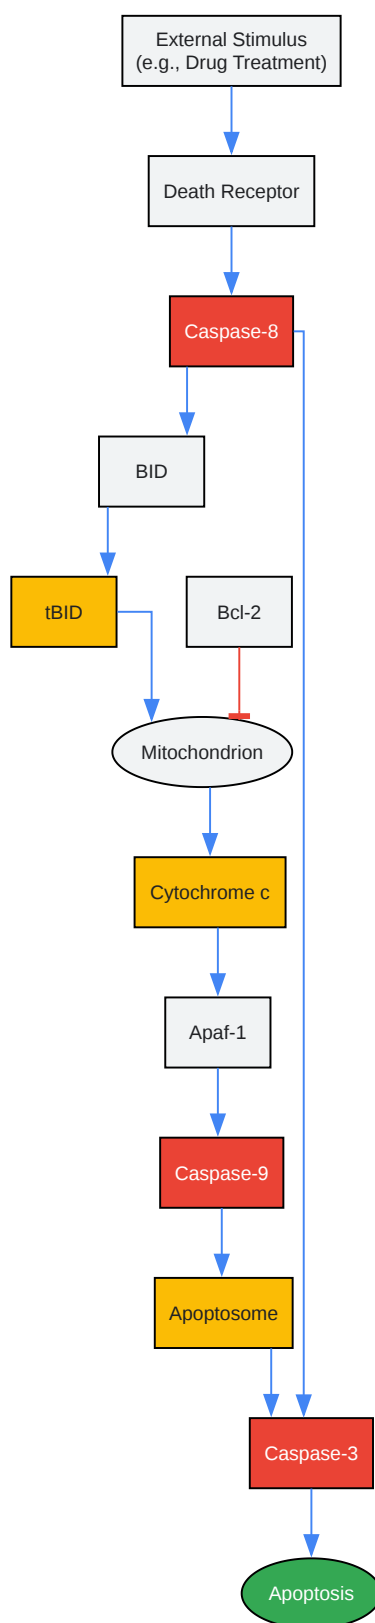 External Stimulus
(e.g., Drug Treatment)
Death Receptor
Caspase-8
BID
tBID
Bcl-2
Mitochondrion
Cytochrome c
Apaf-1
Caspase-9
Apoptosome
Caspase-3
Apoptosis